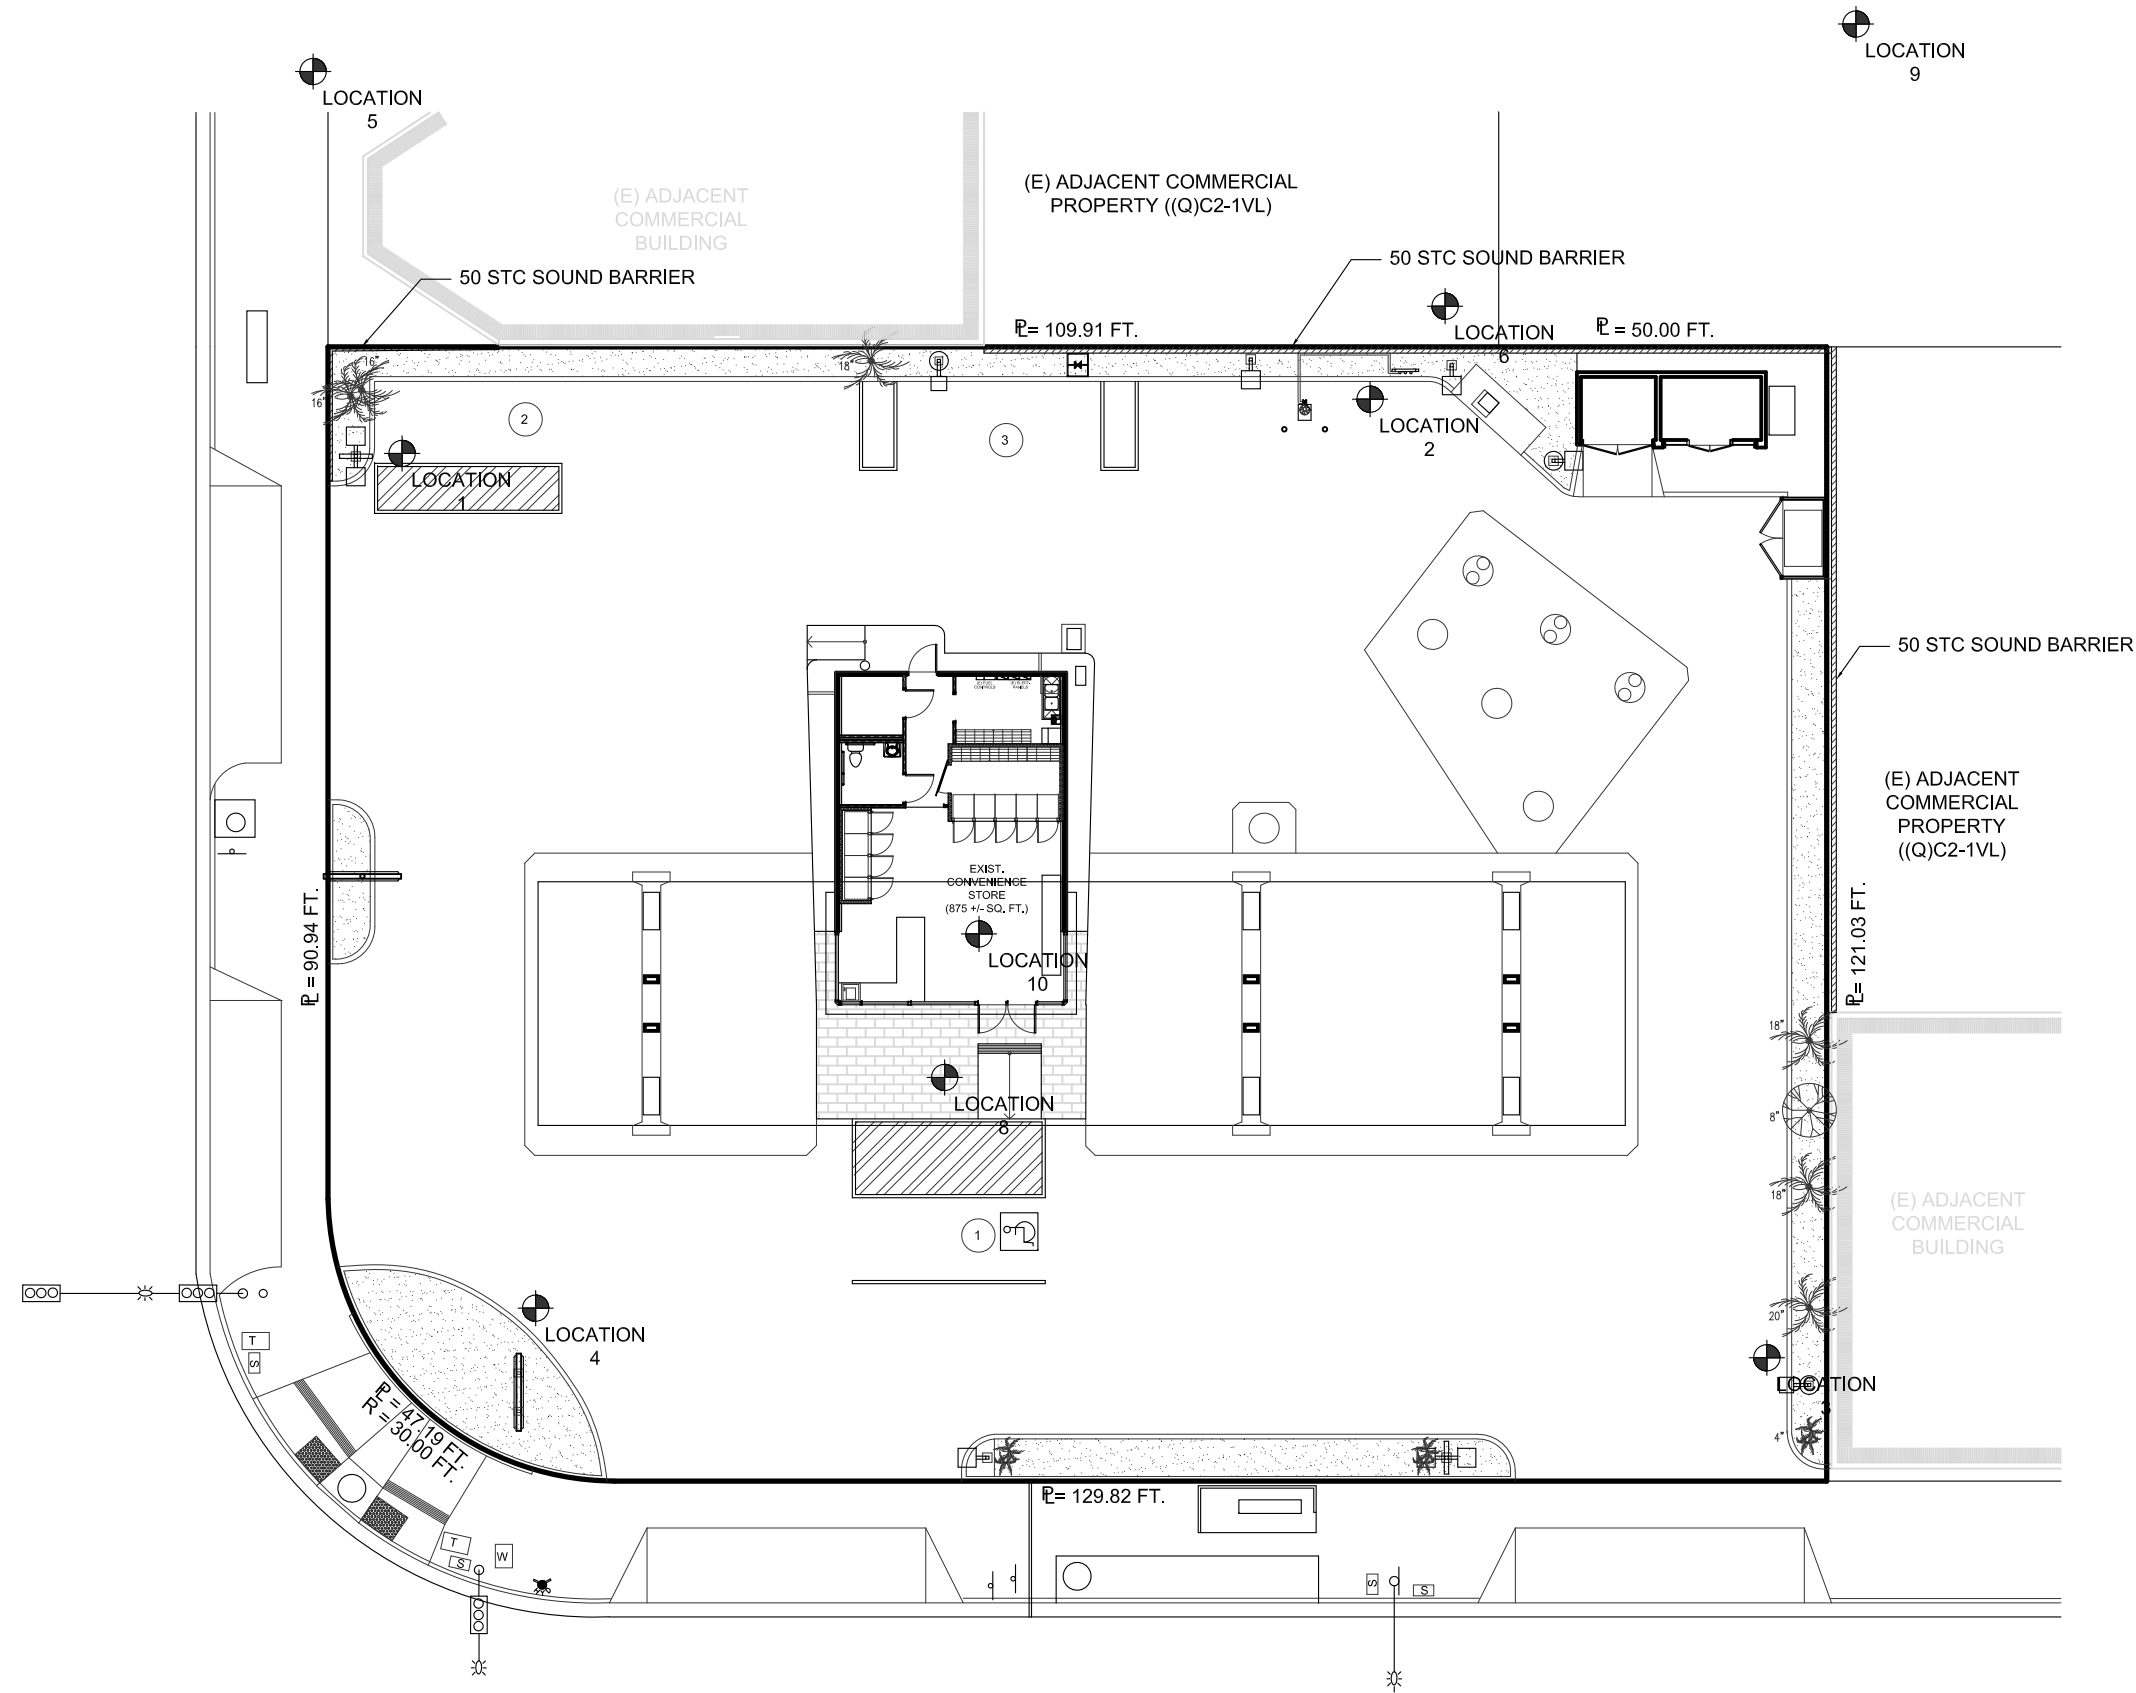 LOCATION
9
LOCATION
5
(E) ADJACENT
COMMERCIAL
BUILDING
(E) ADJACENT COMMERCIAL
PROPERTY ((Q)C2-1VL)
50 STC SOUND BARRIER
50 STC SOUND BARRIER
PL= 109.91 FT.
LOCATION
6
PL = 50.00 FT.
16"
16"
18"
2
3
LOCATION
1
LOCATION
2
50 STC SOUND BARRIER
(E) FUEL
CONTROLS
(E) ELECT.
PANELS
(E) ADJACENT
COMMERCIAL
PROPERTY
((Q)C2-1VL)
EXIST.
CONVENIENCE
STORE
(875 +/- SQ. FT.)
PL = 90.94 FT.
PL= 121.03 FT.
LOCATION
10
LOCATION
8
18"
8"
18"
20"
4"
(E) ADJACENT
COMMERCIAL
BUILDING
1
LOCATION
4
LOCATION
3
T
S
PL = 47.19 FT.
R = 30.00 FT.
PL= 129.82 FT.
T
S
W
S
S